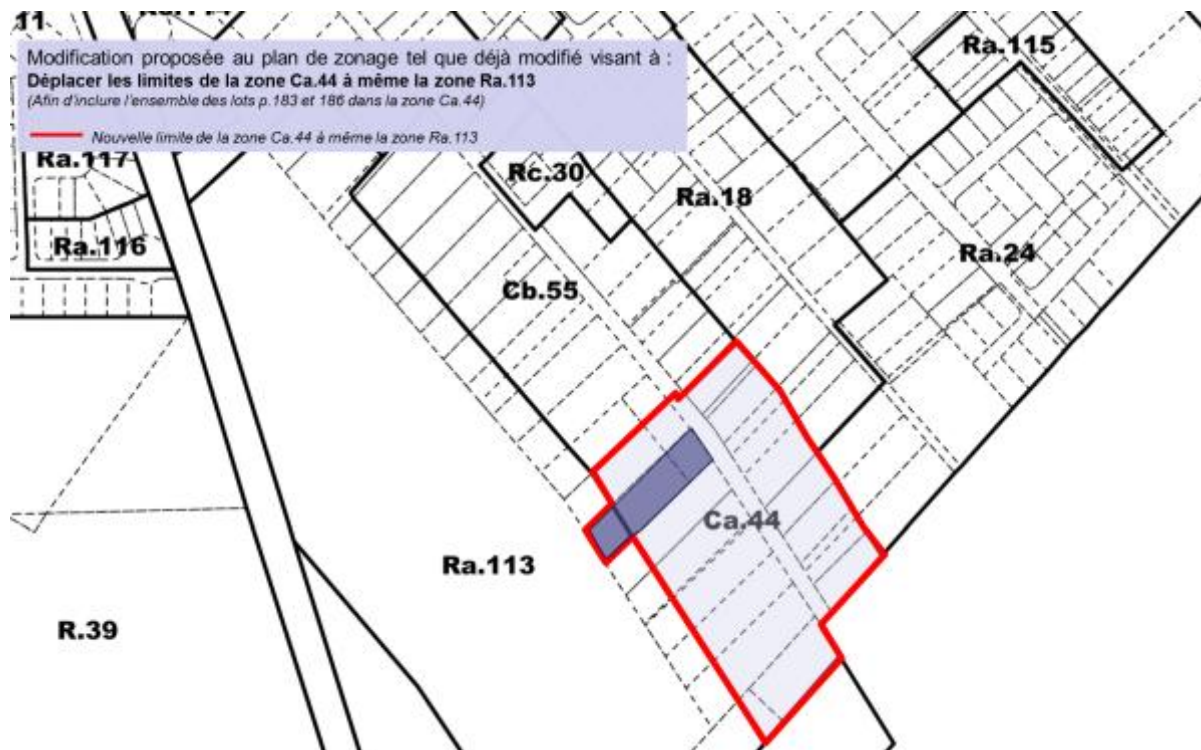 11
Modification proposée au plan de zonage tel que déjà modifié visant à :
Déplacer les limites de la zone Ca.44 à même la zone Ra.113
(Afin d'inclure l'ensemble des lots p.183 et 186 dans la zone Ca.44)
Nouvelle limite de la zone Ca.44 à même la zone Ra.113
Ra.115
Ra.117
Rc.30
Ra.18
Ra.116
Ra.24
Cb.55
Ca.44
Ra.113
R.39